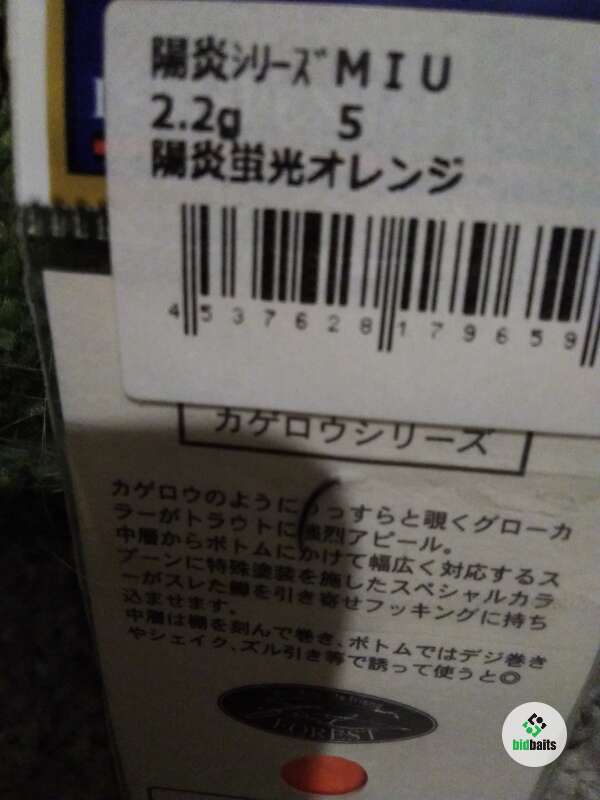 陽炎シリーズMIU
2.2g 5
陽炎蛍光オレンジ
4 537628 179659
カゲロウシリーズ
カゲロウのようにうっすらと覗くグローカ
ラーがトラウトに強烈アピール。
中層からボトムにかけて幅広く対応するス
プーンに特殊塗装を施したスペシャルカラ
ーがスレた鱒を引き寄せフッキングに持ち
込ませます。
中層は棚を刻んで巻き、ボトムではデジ巻き
やシェイク、ズル引き等で誘って使うと◎
FOREST
bidbaits